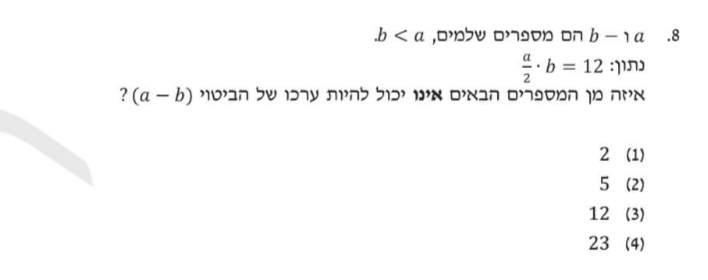 8. a ו – b הם מספרים שלמים, b < a.
נתון: \frac{a}{2} · b = 12
איזה מן המספרים הבאים אינו יכול להיות ערכו של הביטוי (a − b) ?
(1) 2
(2) 5
(3) 12
(4) 23